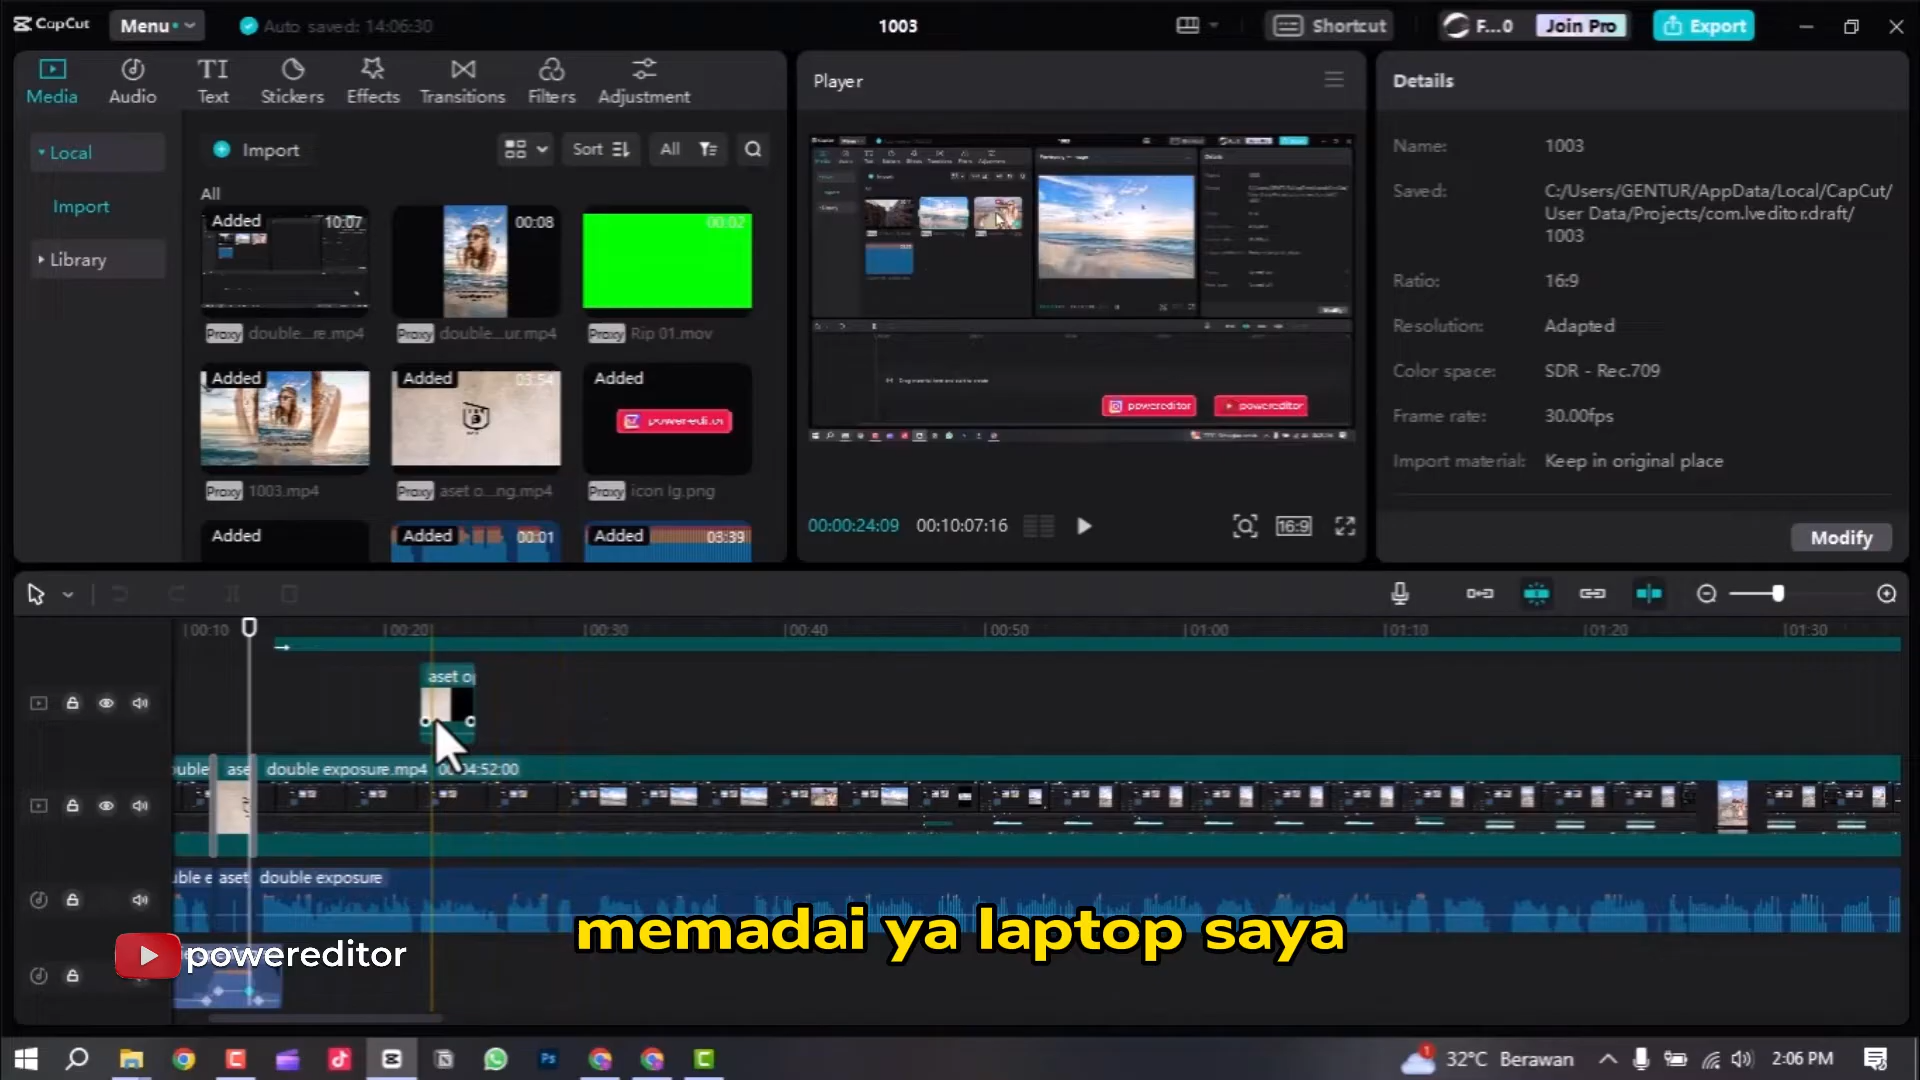 CapCut
Menu
Auto saved: 14:06:30
1003
Shortcut
F...0
Join Pro
Export
Media
Audio
TI
Text
Stickers
Effects
Transitions
Filters
Adjustment
Player
Details
Local
Import
Library
Import
Sort
All
All
Added
10:07
00:08
00:02
Proxy double...re.mp4
Proxy double...ur.mp4
Proxy Rip 01.mov
Added
Added
03:54
Added
powereditor
Proxy 1003.mp4
Proxy aset o...ng.mp4
Proxy icon Ig.png
Added
Added
00:01
Added
03:39
powereditor
powereditor
00:00:24:09
00:10:07:16
16:9
Name: 1003
Saved: C:/Users/GENTUR/AppData/Local/CapCut/
User Data/Projects/com.lveditor.draft/
1003
Ratio: 16:9
Resolution: Adapted
Color space: SDR - Rec.709
Frame rate: 30.00fps
Import material: Keep in original place
Modify
00:10
00:20
00:30
00:40
00:50
01:00
01:10
01:20
01:30
aset o
uble
ase
double exposure.mp4
04:52:00
uble e
aset
double exposure
memadai ya laptop saya
powereditor
Ps
1
32°C Berawan
2:06 PM